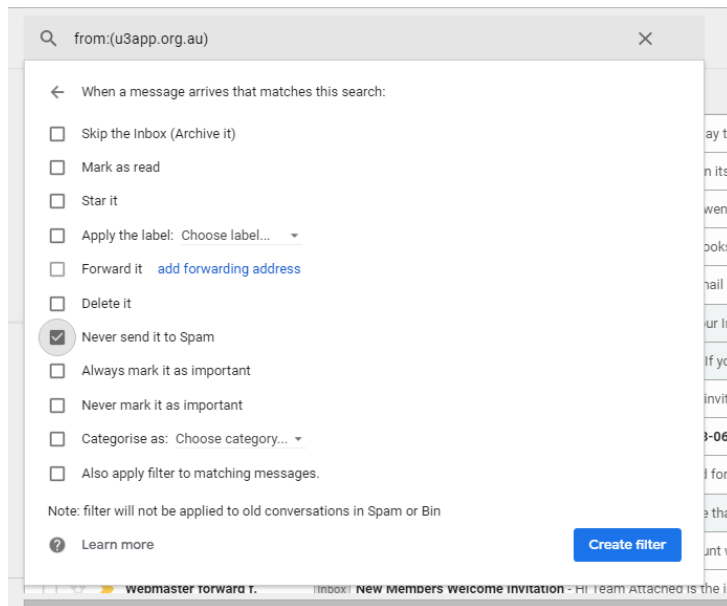 from:(u3app.org.au)
When a message arrives that matches this search:
Skip the Inbox (Archive it)
Mark as read
Star it
Apply the label: Choose label...
Forward it add forwarding address
Delete it
Never send it to Spam
Always mark it as important
Never mark it as important
Categorise as: Choose category...
Also apply filter to matching messages.
Note: filter will not be applied to old conversations in Spam or Bin
Learn more
Create filter
Webmaster forward f. Inbox New Members Welcome Invitation - Hi Team Attached is the i